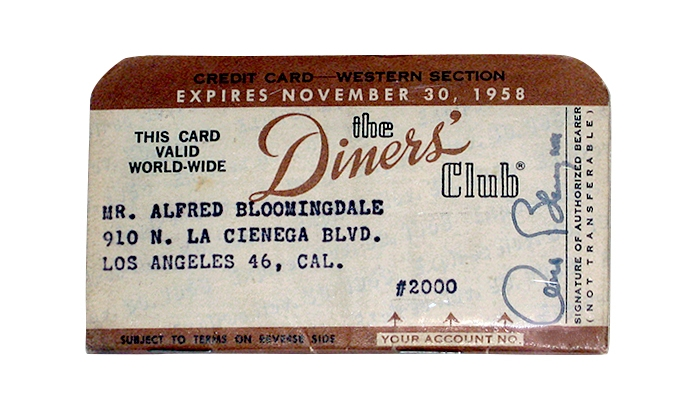 CREDIT CARD—WESTERN SECTION
EXPIRES NOVEMBER 30, 1958
THIS CARD
VALID
WORLD-WIDE
the
Diners'
Club®
MR. ALFRED BLOOMINGDALE
910 N. LA CIENEGA BLVD.
LOS ANGELES 46, CAL.
#2000
SUBJECT TO TERMS ON REVERSE SIDE
YOUR ACCOUNT NO.
SIGNATURE OF AUTHORIZED BEARER
(NOT TRANSFERABLE)